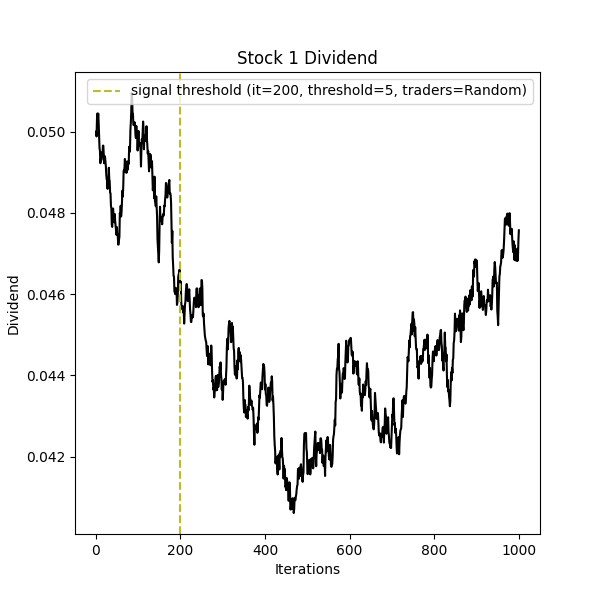 Stock 1 Dividend
signal threshold (it=200, threshold=5, traders=Random)
0.050
0.048
0.046
0.044
0.042
Dividend
0 200 400 600 800 1000
Iterations